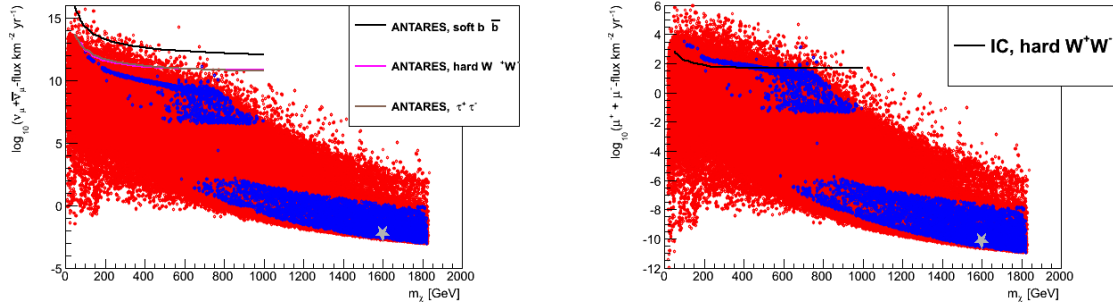 log10 (νμ+ν̅μ-flux km⁻² yr⁻¹)
15
10
5
0
-5
ANTARES, soft b b̅
ANTARES, hard W⁺W⁻
ANTARES, τ⁺ τ⁻
0 200 400 600 800 1000 1200 1400 1600 1800 2000
mχ [GeV]
log10 (μ⁺ + μ⁻-flux km⁻² yr⁻¹)
6
4
2
0
-2
-4
-6
-8
-10
-12
IC, hard W⁺W⁻
0 200 400 600 800 1000 1200 1400 1600 1800 2000
mχ [GeV]